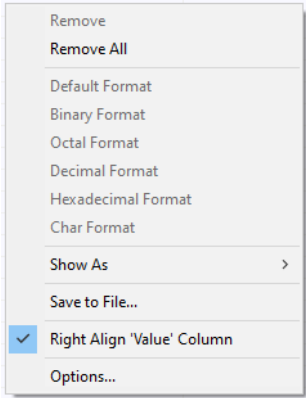 Remove
Remove All
Default Format
Binary Format
Octal Format
Decimal Format
Hexadecimal Format
Char Format
Show As
Save to File...
Right Align 'Value' Column
Options...